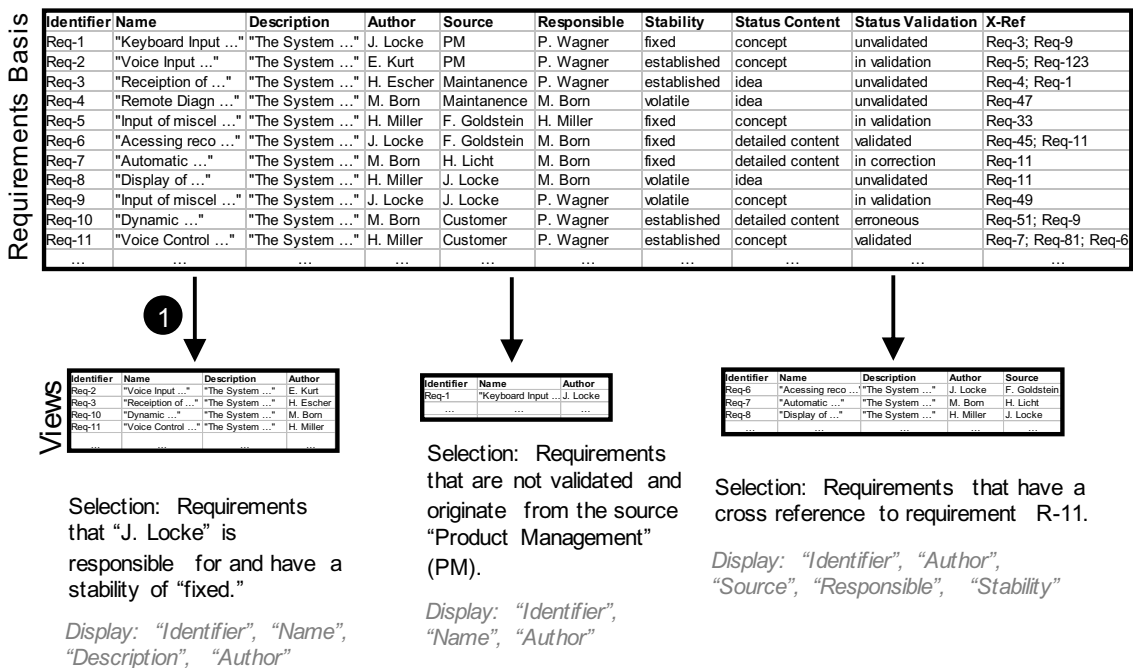 Requirements Basis
Identifier Name Description Author Source Responsible Stability Status Content Status Validation X-Ref
Req-1 "Keyboard Input ..." "The System ..." J. Locke PM P. Wagner fixed concept unvalidated Req-3; Req-9
Req-2 "Voice Input ..." "The System ..." E. Kurt PM P. Wagner established concept in validation Req-5; Req-123
Req-3 "Receiption of ..." "The System ..." H. Escher Maintanence P. Wagner established idea unvalidated Req-4; Req-1
Req-4 "Remote Diagn ..." "The System ..." M. Born Maintanence M. Born volatile idea unvalidated Req-47
Req-5 "Input of miscel ..." "The System ..." H. Miller F. Goldstein H. Miller fixed concept in validation Req-33
Req-6 "Acessing reco ..." "The System ..." J. Locke F. Goldstein M. Born fixed detailed content validated Req-45; Req-11
Req-7 "Automatic ..." "The System ..." M. Born H. Licht M. Born fixed detailed content in correction Req-11
Req-8 "Display of ..." "The System ..." H. Miller J. Locke M. Born volatile idea unvalidated Req-11
Req-9 "Input of miscel ..." "The System ..." J. Locke J. Locke P. Wagner volatile concept in validation Req-49
Req-10 "Dynamic ..." "The System ..." M. Born Customer P. Wagner established detailed content erroneous Req-51; Req-9
Req-11 "Voice Control ..." "The System ..." H. Miller Customer P. Wagner established concept validated Req-7; Req-81; Req-6
... ... ... ... ... ... ... ... ... ...
1
Views
Identifier Name Description Author
Req-2 "Voice Input ..." "The System ..." E. Kurt
Req-3 "Receiption of ..." "The System ..." H. Escher
Req-10 "Dynamic ..." "The System ..." M. Born
Req-11 "Voice Control ..." "The System ..." H. Miller
... ... ... ...
Selection: Requirements
that “J. Locke” is
responsible for and have a
stability of “fixed.”
Display: “Identifier”, “Name”,
“Description”, “Author”
Identifier Name Author
Req-1 "Keyboard Input ... J. Locke
... ... ...
Selection: Requirements
that are not validated and
originate from the source
“Product Management”
(PM).
Display: “Identifier”,
“Name”, “Author”
Identifier Name Description Author Source
Req-6 "Acessing reco ..." "The System ..." J. Locke F. Goldstein
Req-7 "Automatic ..." "The System ..." M. Born H. Licht
Req-8 "Display of ..." "The System ..." H. Miller J. Locke
... ... ... ... ...
Selection: Requirements that have a
cross reference to requirement R-11.
Display: “Identifier”, “Author”,
“Source”, “Responsible”, “Stability”